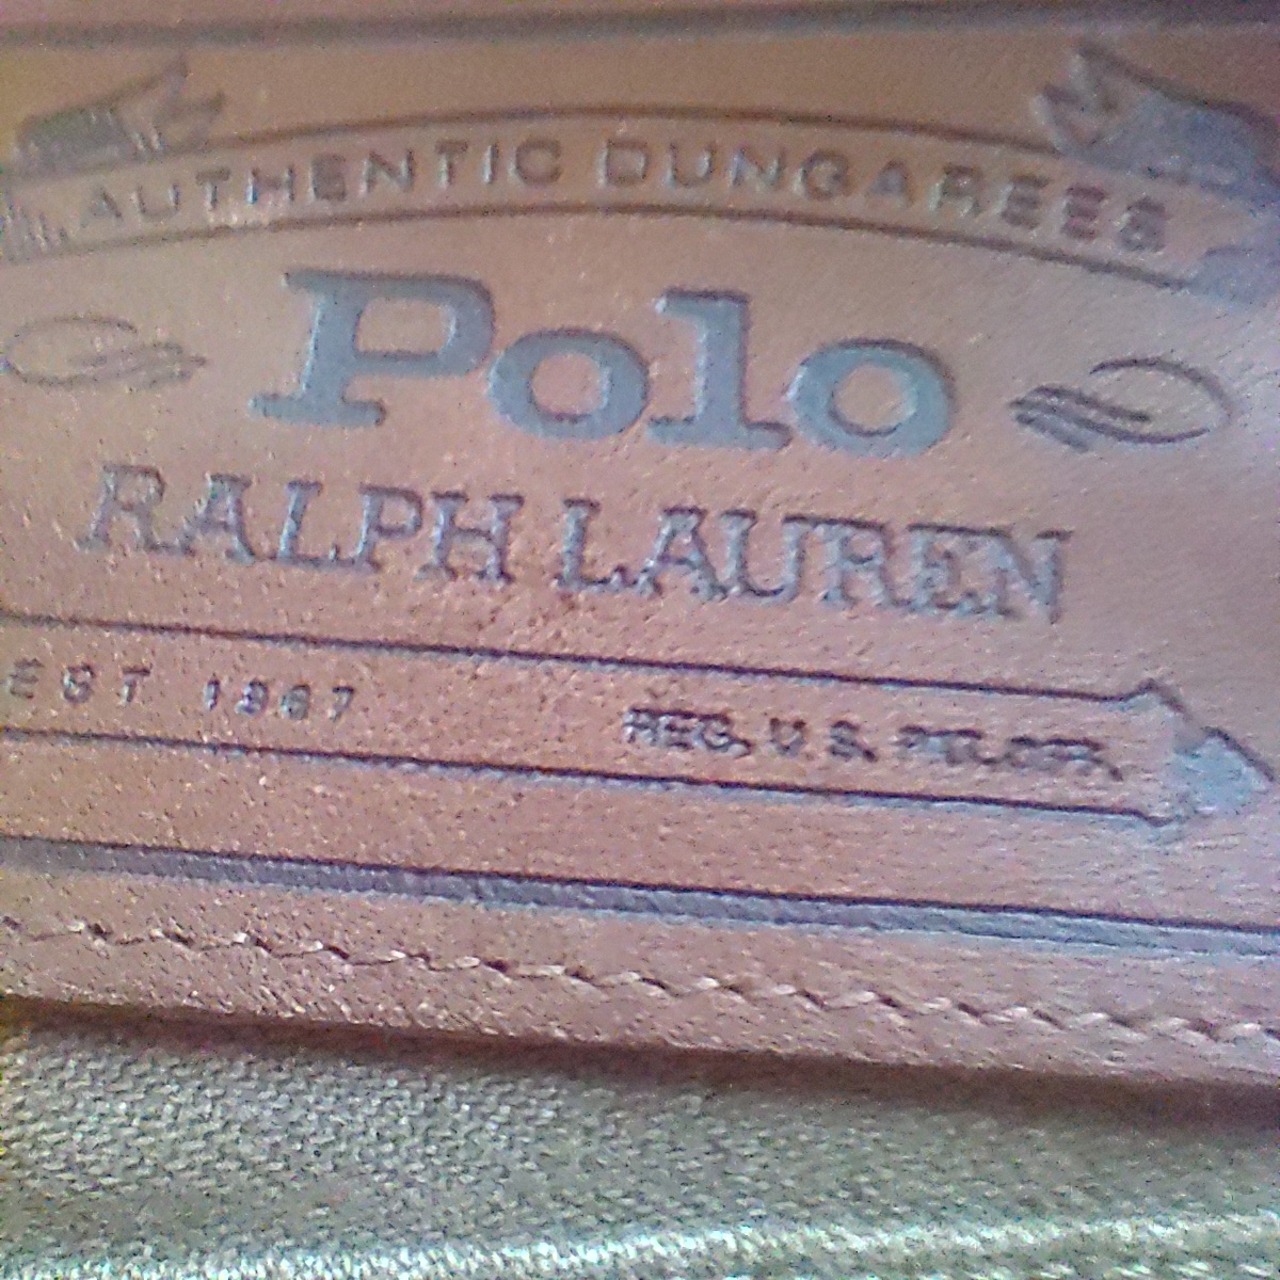 AUTHENTIC DUNGAREES
Polo
RALPH LAUREN
EST 1967 REG. U.S. PAT. OFF.